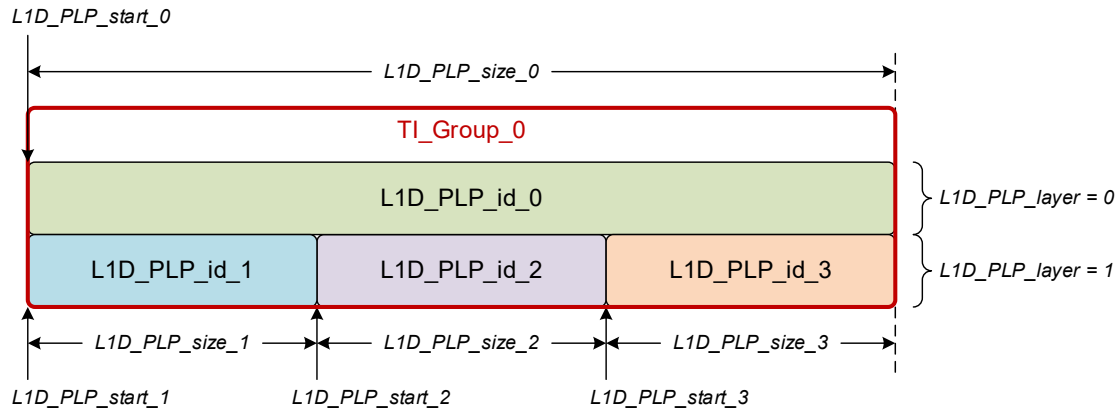 L1D_PLP_start_0
L1D_PLP_size_0
TI_Group_0
L1D_PLP_id_0
L1D_PLP_layer = 0
L1D_PLP_id_1 L1D_PLP_id_2 L1D_PLP_id_3
L1D_PLP_layer = 1
L1D_PLP_size_1 L1D_PLP_size_2 L1D_PLP_size_3
L1D_PLP_start_1 L1D_PLP_start_2 L1D_PLP_start_3